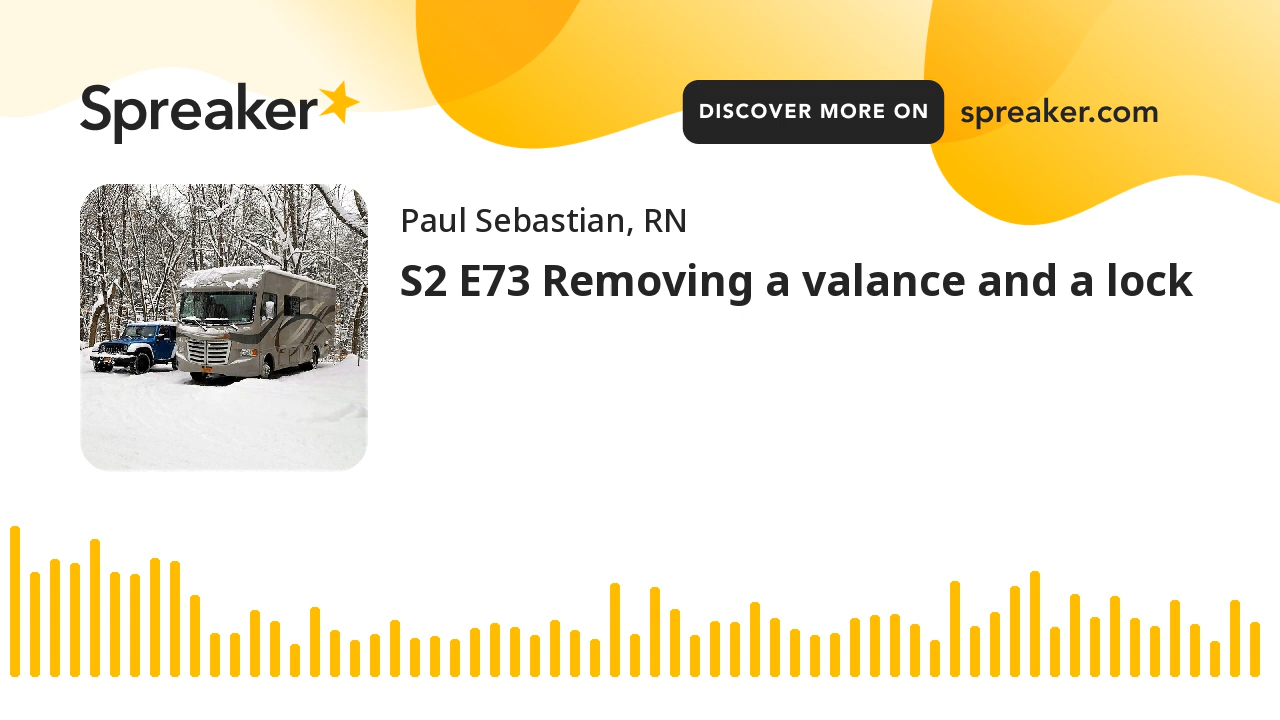 Spreaker
DISCOVER MORE ON
spreaker.com
Paul Sebastian, RN
S2 E73 Removing a valance and a lock